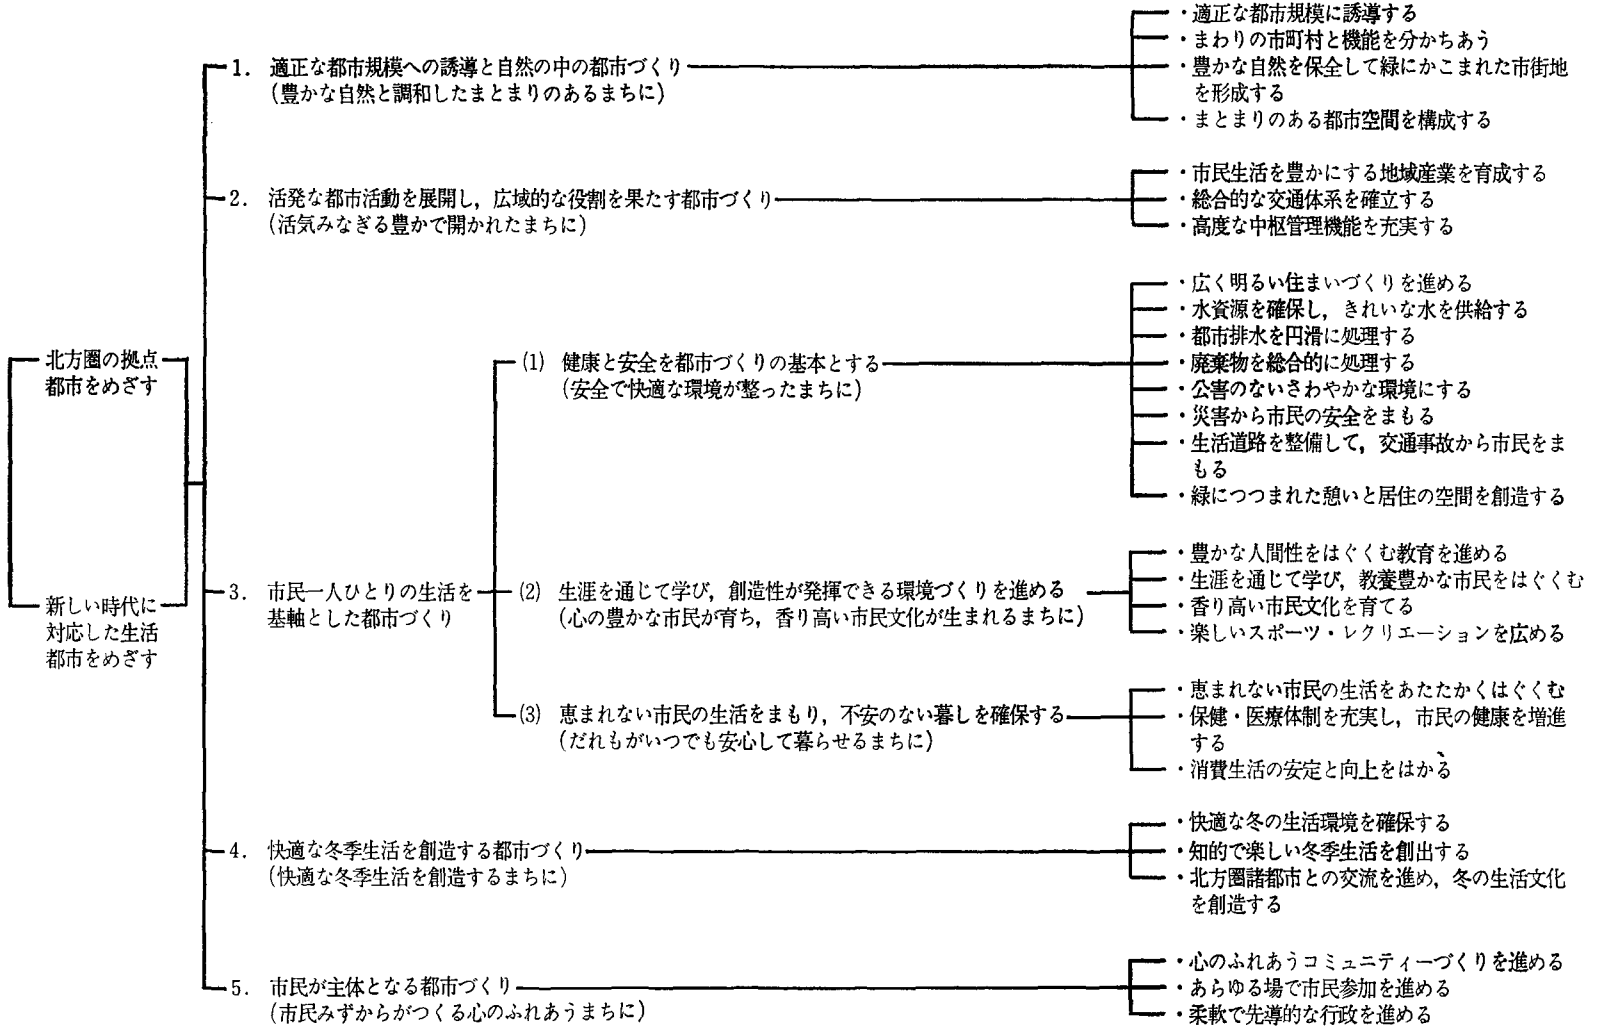 北方圏の拠点
都市をめざす
新しい時代に
対応した生活
都市をめざす
1. 適正な都市規模への誘導と自然の中の都市づくり
(豊かな自然と調和したまとまりのあるまちに)
・適正な都市規模に誘導する
・まわりの市町村と機能を分かちあう
・豊かな自然を保全して緑にかこまれた市街地
を形成する
・まとまりのある都市空間を構成する
2. 活発な都市活動を展開し，広域的な役割を果たす都市づくり
(活気みなぎる豊かで開かれたまちに)
・市民生活を豊かにする地域産業を育成する
・総合的な交通体系を確立する
・高度な中枢管理機能を充実する
3. 市民一人ひとりの生活を
基軸とした都市づくり
(1) 健康と安全を都市づくりの基本とする
(安全で快適な環境が整ったまちに)
・広く明るい住まいづくりを進める
・水資源を確保し，きれいな水を供給する
・都市排水を円滑に処理する
・廃棄物を総合的に処理する
・公害のないさわやかな環境にする
・災害から市民の安全をまもる
・生活道路を整備して，交通事故から市民をま
もる
・緑につつまれた憩いと居住の空間を創造する
(2) 生涯を通じて学び，創造性が発揮できる環境づくりを進める
(心の豊かな市民が育ち，香り高い市民文化が生まれるまちに)
・豊かな人間性をはぐくむ教育を進める
・生涯を通じて学び，教養豊かな市民をはぐくむ
・香り高い市民文化を育てる
・楽しいスポーツ・レクリエーションを広める
(3) 恵まれない市民の生活をまもり，不安のない暮しを確保する
(だれもがいつでも安心して暮らせるまちに)
・恵まれない市民の生活をあたたかくはぐくむ
・保健・医療体制を充実し，市民の健康を増進
する
・消費生活の安定と向上をはかる
4. 快適な冬季生活を創造する都市づくり
(快適な冬季生活を創造するまちに)
・快適な冬の生活環境を確保する
・知的で楽しい冬季生活を創出する
・北方圏諸都市との交流を進め，冬の生活文化
を創造する
5. 市民が主体となる都市づくり
(市民みずからがつくる心のふれあうまちに)
・心のふれあうコミュニティーづくりを進める
・あらゆる場で市民参加を進める
・柔軟で先導的な行政を進める